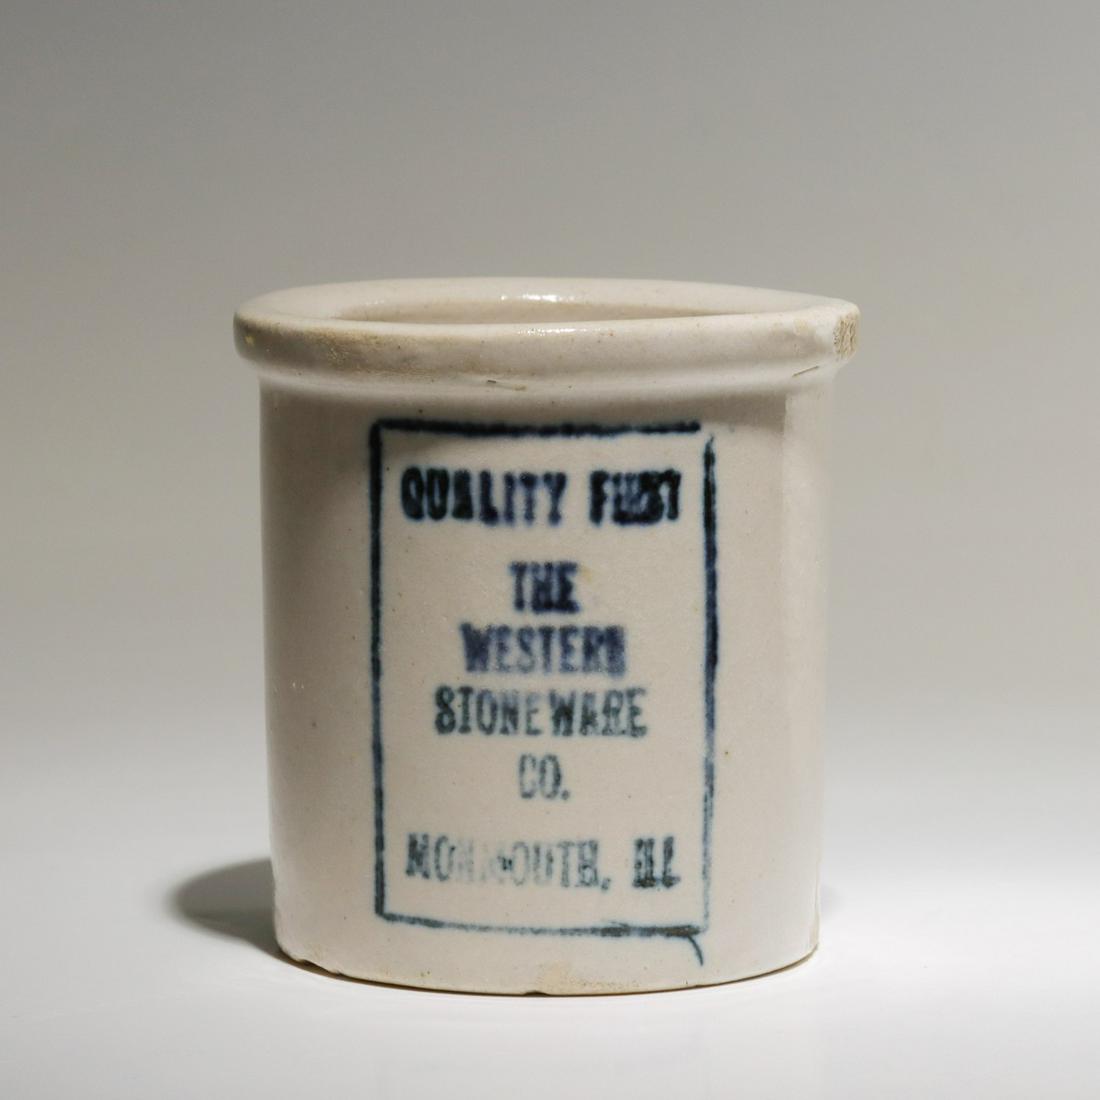 QUALITY FIRST
THE
WESTERN
STONEWARE
CO.
MONMOUTH, ILL